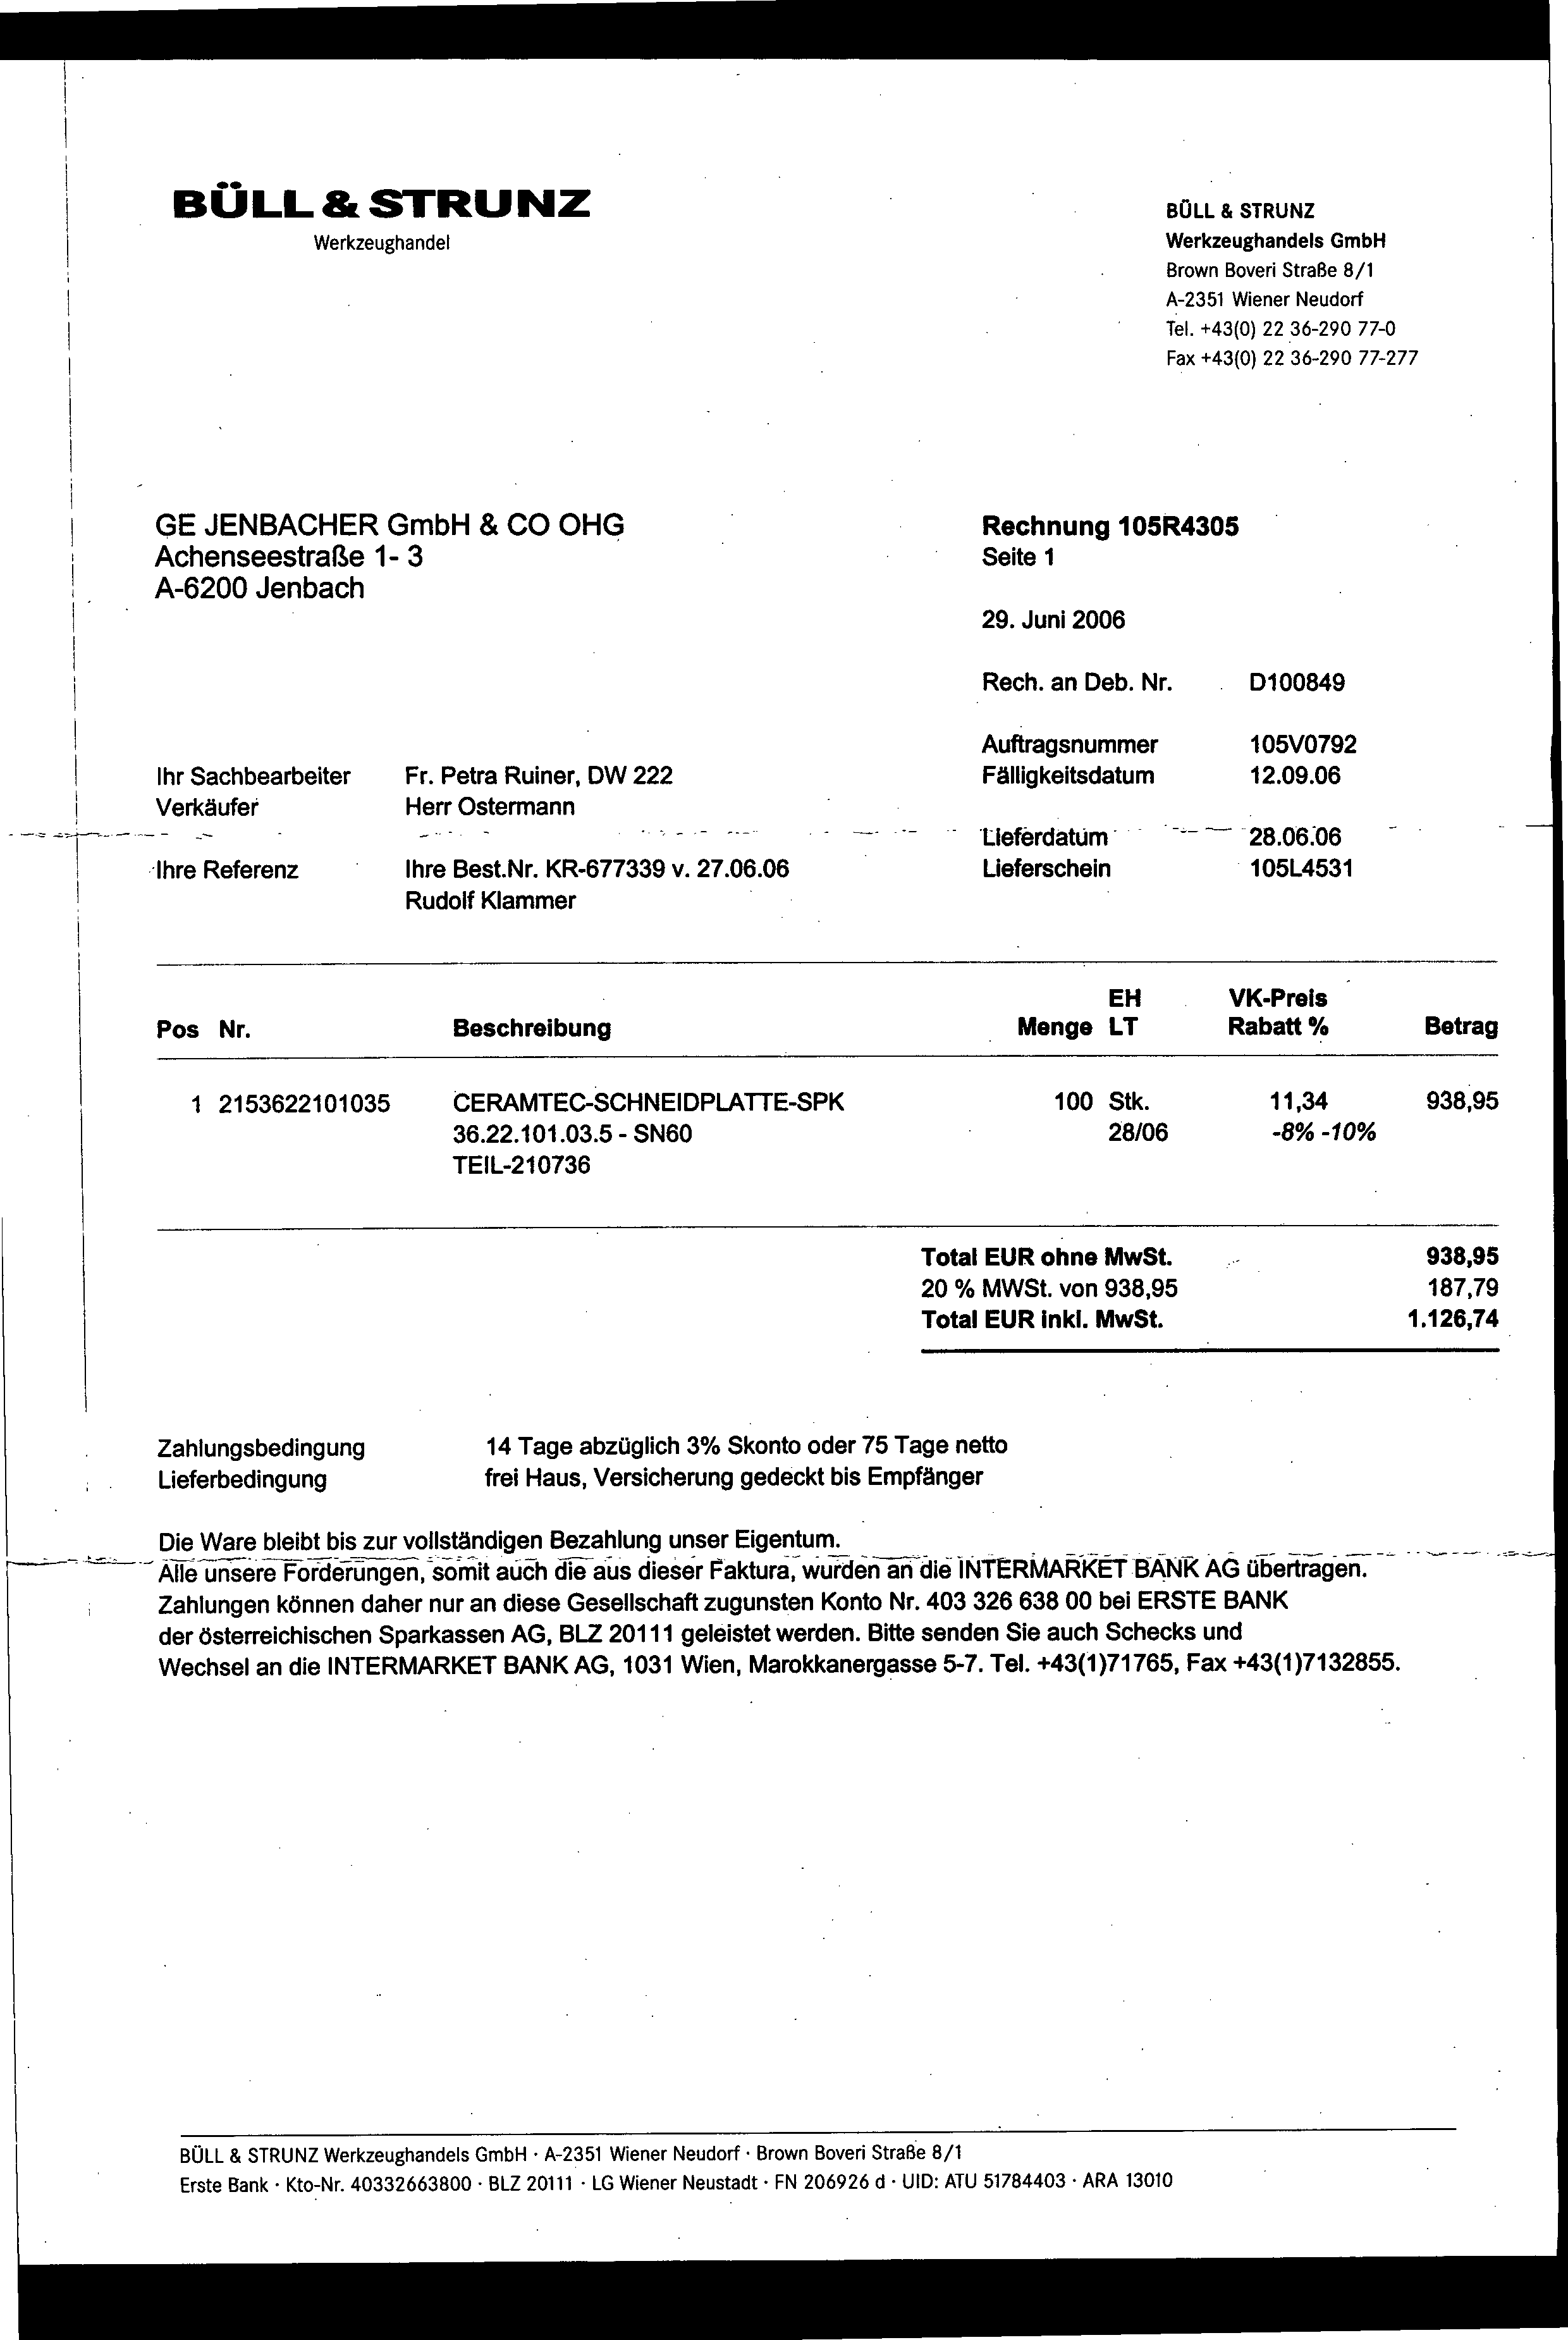 BÜLL & STRUNZ
Werkzeughandel
BÜLL & STRUNZ
Werkzeughandels GmbH
Brown Boveri Straße 8/1
A-2351 Wiener Neudorf
Tel. +43(0) 22 36-290 77-0
Fax +43(0) 22 36-290 77-277
GE JENBACHER GmbH & CO OHG
Achenseestraße 1- 3
A-6200 Jenbach
Rechnung 105R4305
Seite 1
29. Juni 2006
Rech. an Deb. Nr. D100849
Auftragsnummer 105V0792
Ihr Sachbearbeiter Fr. Petra Ruiner, DW 222 Fälligkeitsdatum 12.09.06
Verkäufer Herr Ostermann
Lieferdatum 28.06.06
Ihre Referenz Ihre Best.Nr. KR-677339 v. 27.06.06 Lieferschein 105L4531
Rudolf Klammer
EH VK-Preis
Pos Nr. Beschreibung Menge LT Rabatt % Betrag
1 2153622101035 CERAMTEC-SCHNEIDPLATTE-SPK 100 Stk. 11,34 938,95
36.22.101.03.5 - SN60 28/06 -8% -10%
TEIL-210736
Total EUR ohne MwSt. 938,95
20 % MWSt. von 938,95 187,79
Total EUR inkl. MwSt. 1.126,74
Zahlungsbedingung 14 Tage abzüglich 3% Skonto oder 75 Tage netto
Lieferbedingung frei Haus, Versicherung gedeckt bis Empfänger
Die Ware bleibt bis zur vollständigen Bezahlung unser Eigentum.
Alle unsere Forderungen, somit auch die aus dieser Faktura, wurden an die INTERMARKET BANK AG übertragen.
Zahlungen können daher nur an diese Gesellschaft zugunsten Konto Nr. 403 326 638 00 bei ERSTE BANK
der österreichischen Sparkassen AG, BLZ 20111 geleistet werden. Bitte senden Sie auch Schecks und
Wechsel an die INTERMARKET BANK AG, 1031 Wien, Marokkanergasse 5-7. Tel. +43(1)71765, Fax +43(1)7132855.
BÜLL & STRUNZ Werkzeughandels GmbH · A-2351 Wiener Neudorf · Brown Boveri Straße 8/1
Erste Bank · Kto-Nr. 40332663800 · BLZ 20111 · LG Wiener Neustadt · FN 206926 d · UID: ATU 51784403 · ARA 13010